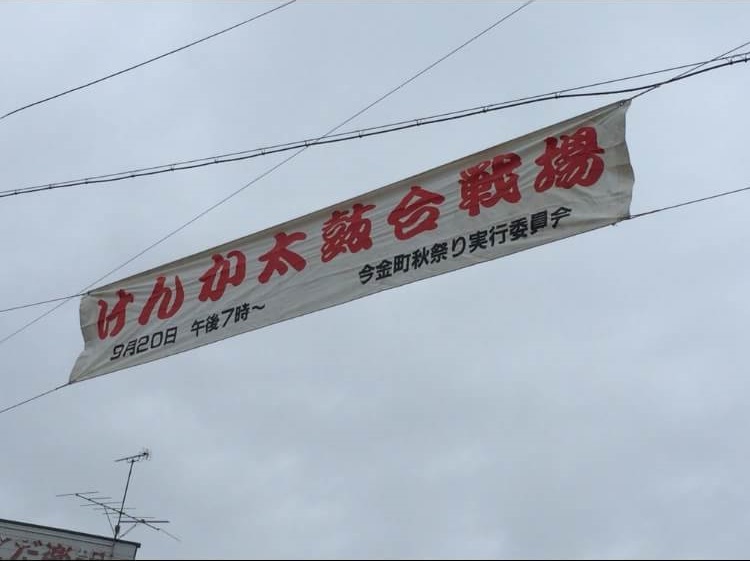 けんか太鼓合戦場
9月20日 午後7時～
今金町秋祭り実行委員会